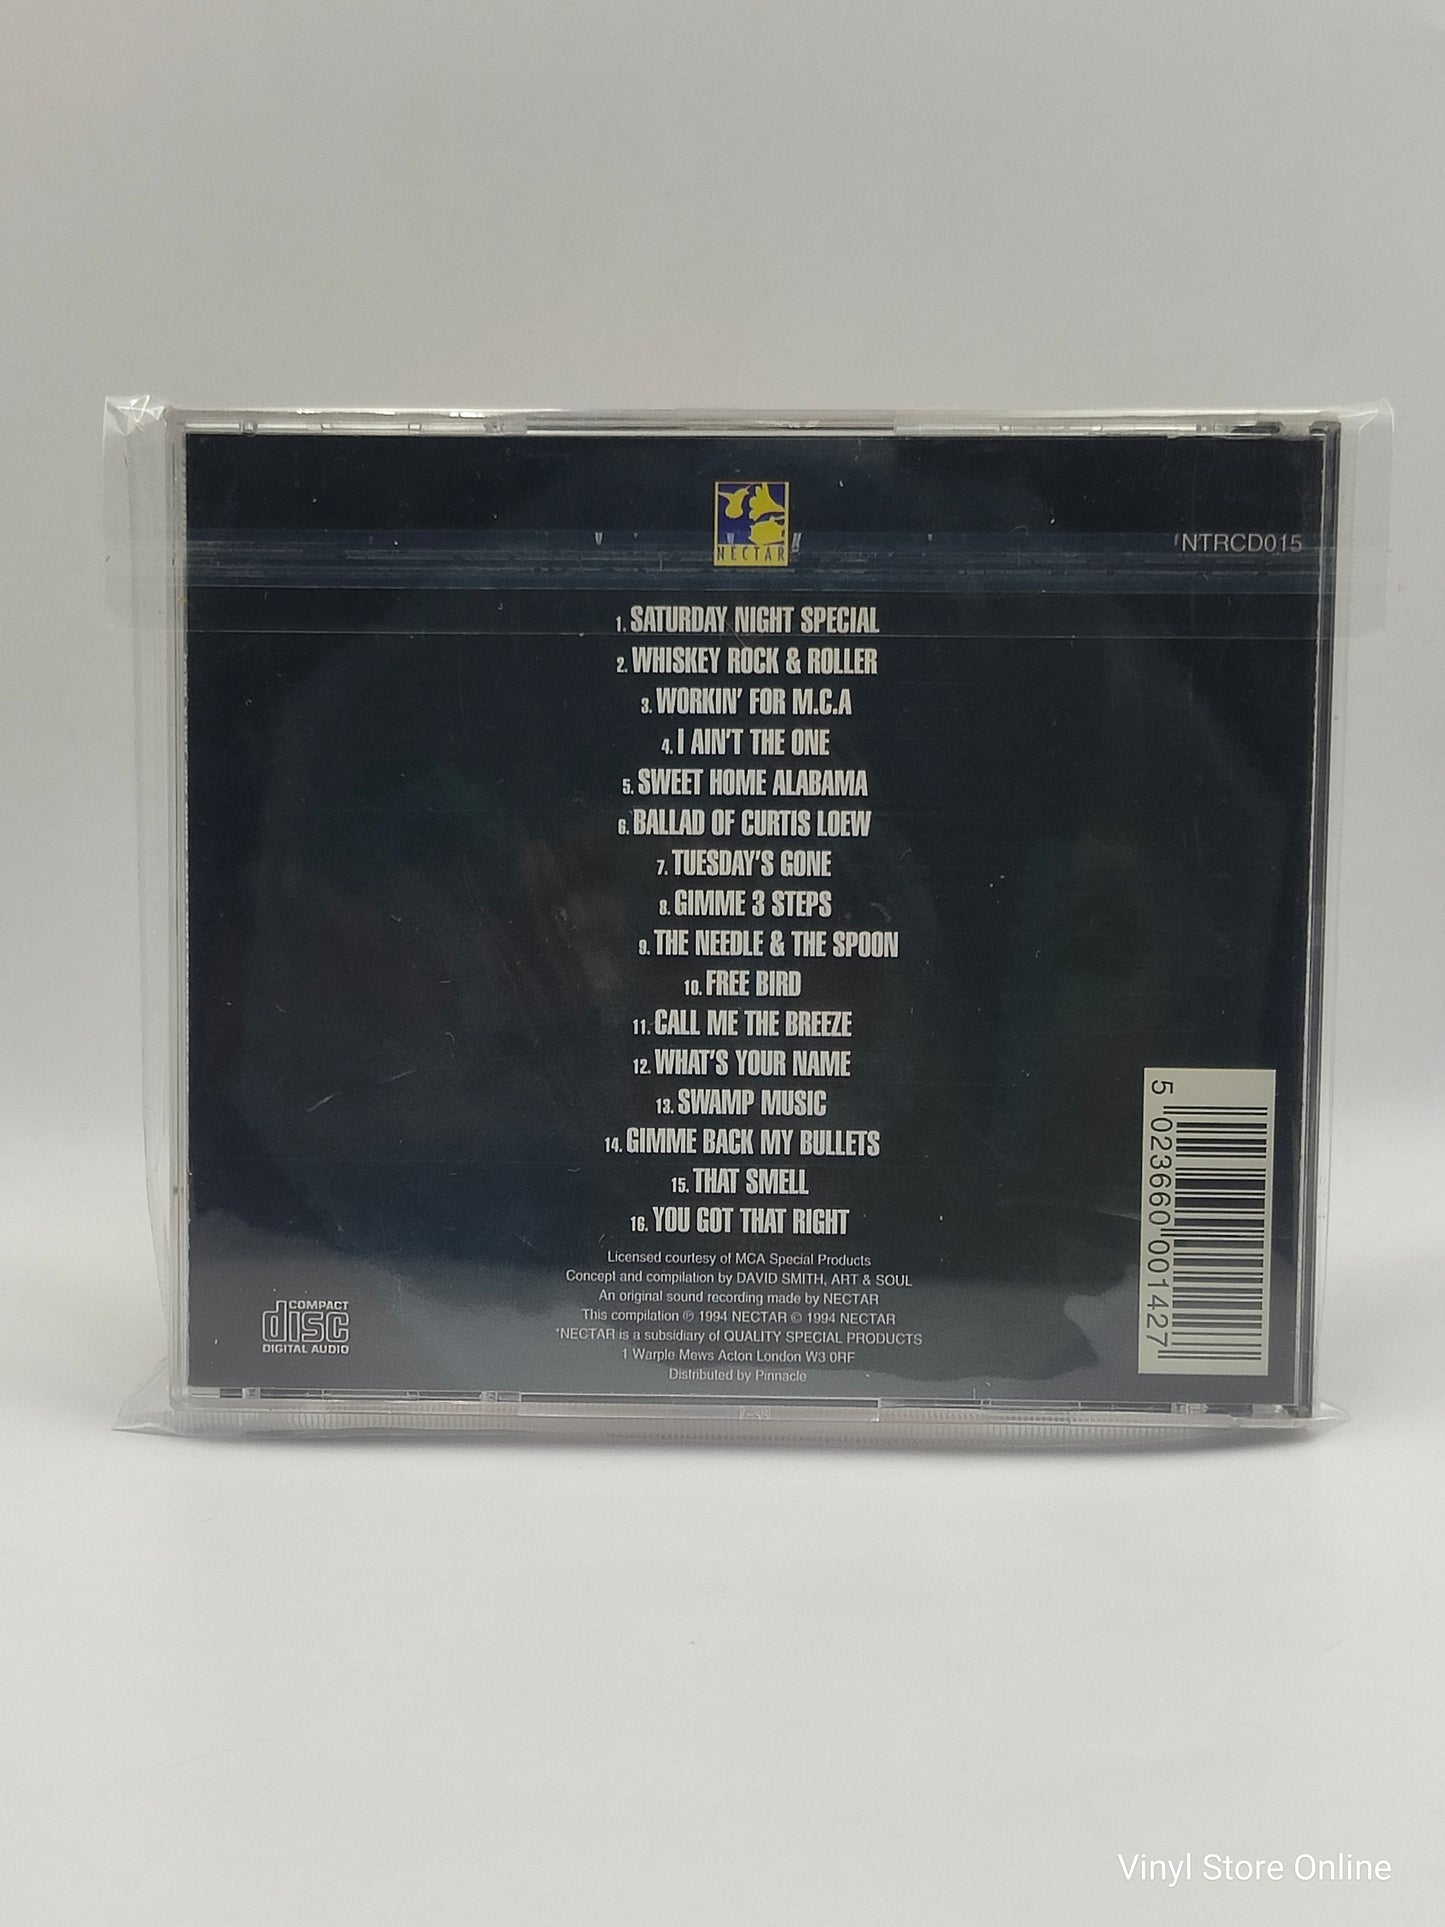 NECTAR
NTRCD015
1. SATURDAY NIGHT SPECIAL
2. WHISKEY ROCK & ROLLER
3. WORKIN' FOR M.C.A
4. I AIN'T THE ONE
5. SWEET HOME ALABAMA
6. BALLAD OF CURTIS LOEW
7. TUESDAY'S GONE
8. GIMME 3 STEPS
9. THE NEEDLE & THE SPOON
10. FREE BIRD
11. CALL ME THE BREEZE
12. WHAT'S YOUR NAME
13. SWAMP MUSIC
14. GIMME BACK MY BULLETS
15. THAT SMELL
16. YOU GOT THAT RIGHT
Licensed courtesy of MCA Special Products
Concept and compilation by DAVID SMITH, ART & SOUL
An original sound recording made by NECTAR
This compilation ℗ 1994 NECTAR © 1994 NECTAR
*NECTAR is a subsidiary of QUALITY SPECIAL PRODUCTS
1 Warple Mews Acton London W3 0RF
Distributed by Pinnacle
COMPACT
disc
DIGITAL AUDIO
5 023660 001427
Vinyl Store Online